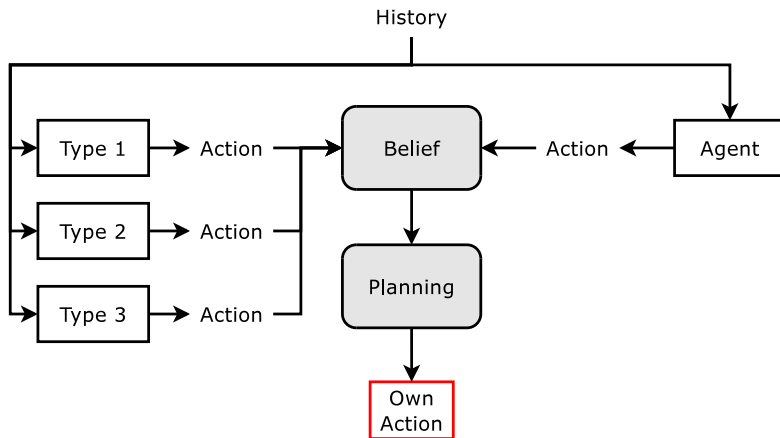 History
Type 1
Action
Belief
Action
Agent
Type 2
Action
Planning
Type 3
Action
Own
Action